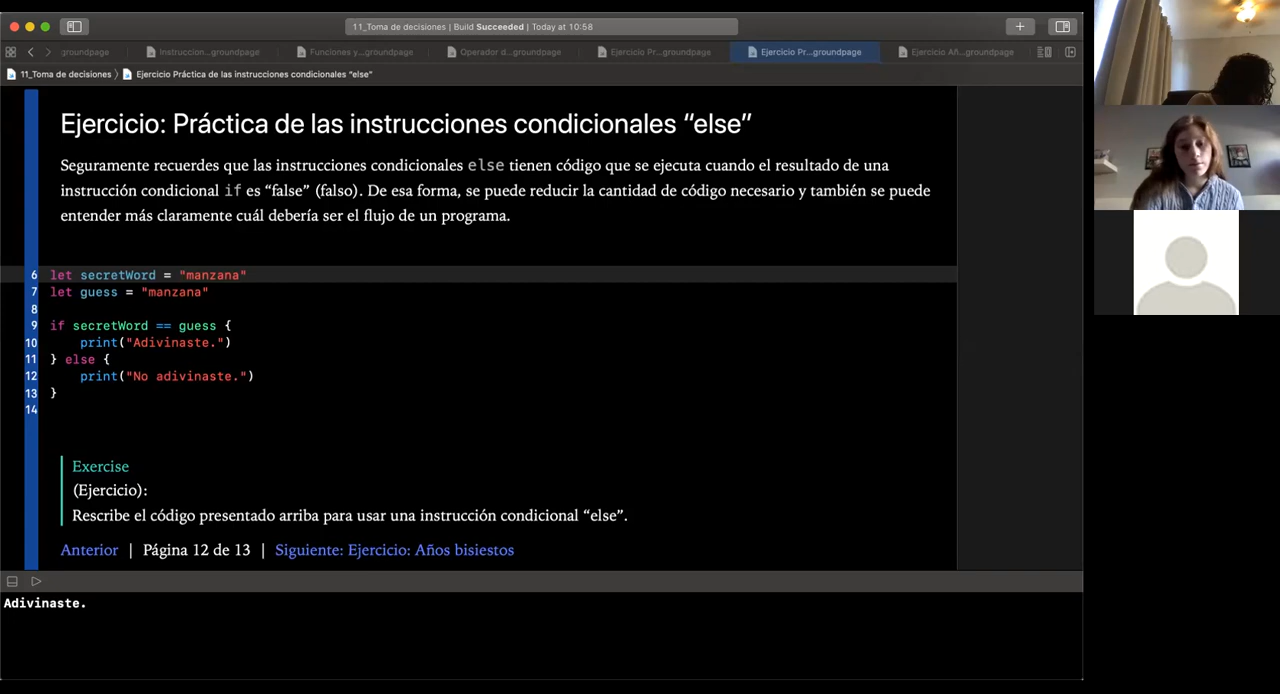 11_Toma de decisiones | Build Succeeded | Today at 10:58
:groundpage Instruccion...groundpage Funciones y...groundpage Operador d...groundpage Ejercicio Pr...groundpage Ejercicio Pr...groundpage Ejercicio Añ...groundpage
11_Toma de decisiones Ejercicio Práctica de las instrucciones condicionales “else”
Ejercicio: Práctica de las instrucciones condicionales “else”
Seguramente recuerdes que las instrucciones condicionales else tienen código que se ejecuta cuando el resultado de una
instrucción condicional if es “false” (falso). De esa forma, se puede reducir la cantidad de código necesario y también se puede
entender más claramente cuál debería ser el flujo de un programa.
6 let secretWord = "manzana"
7 let guess = "manzana"
8
9 if secretWord == guess {
10 print("Adivinaste.")
11 } else {
12 print("No adivinaste.")
13 }
14
Exercise
(Ejercicio):
Rescribe el código presentado arriba para usar una instrucción condicional “else”.
Anterior | Página 12 de 13 | Siguiente: Ejercicio: Años bisiestos
Adivinaste.